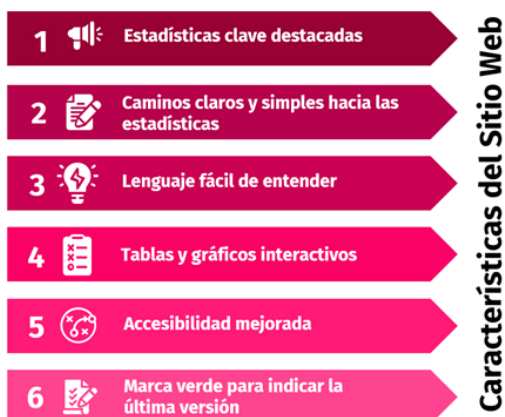 1 Estadísticas clave destacadas
2 Caminos claros y simples hacia las
estadísticas
3 Lenguaje fácil de entender
4 Tablas y gráficos interactivos
5 Accesibilidad mejorada
6 Marca verde para indicar la
última versión
Características del Sitio Web